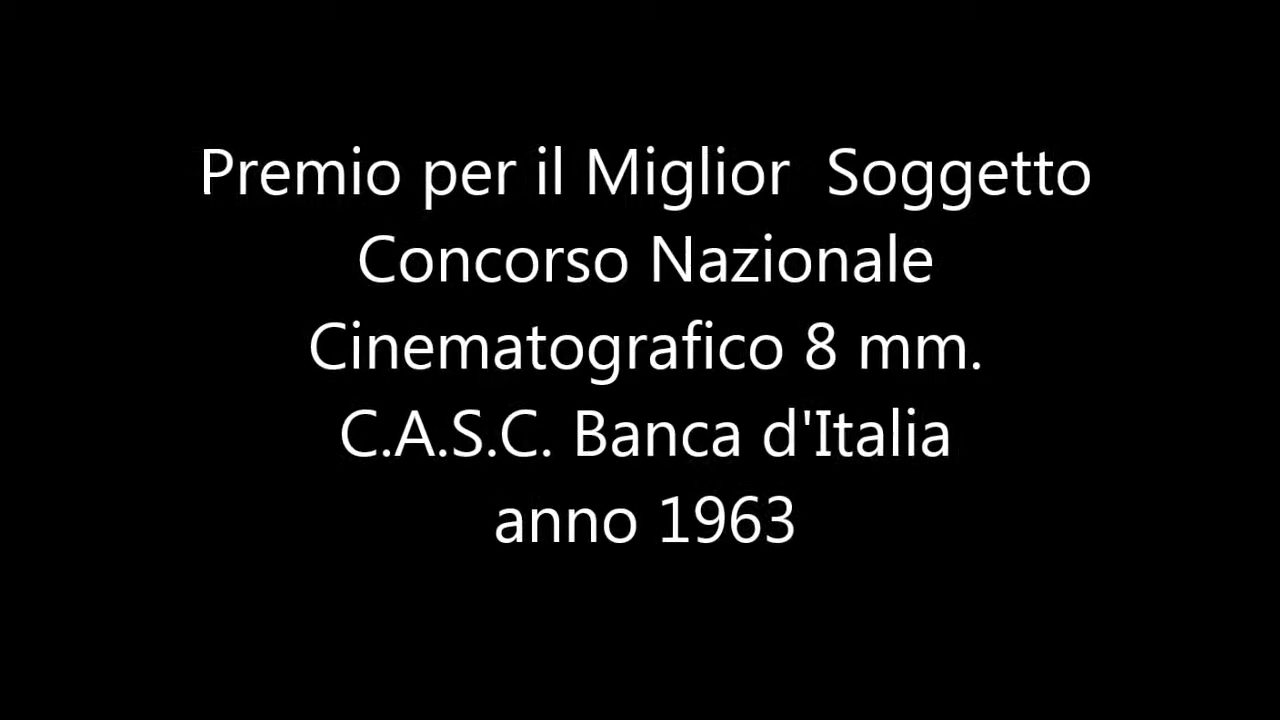 Premio per il Miglior  Soggetto
Concorso Nazionale
Cinematografico 8 mm.
C.A.S.C. Banca d'Italia
anno 1963